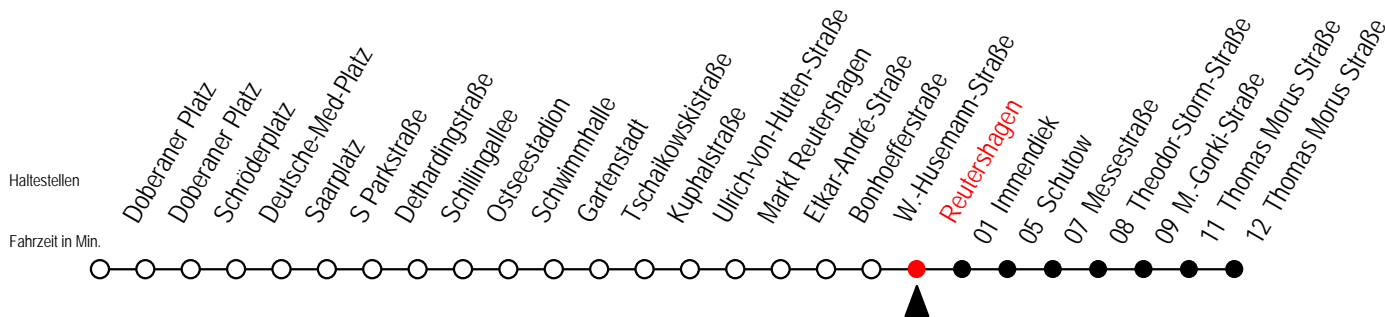 Haltestellen
Fahrzeit in Min.
Doberaner Platz
Doberaner Platz
Schröderplatz
Deutsche-Med-Platz
Saarplatz
S Parkstraße
Dethardingstraße
Schillingallee
Ostseestadion
Schwimmhalle
Gartenstadt
Tschaikowskistraße
Kuphalstraße
Ulrich-von-Hutten-Straße
Markt Reutershagen
Etkar-André-Straße
Bonhoefferstraße
W.-Husemann-Straße
Reutershagen
01 Immendiek
05 Schutow
07 Messestraße
08 Theodor-Storm-Straße
09 M.-Gorki-Straße
11 Thomas Morus Straße
12 Thomas Morus Straße